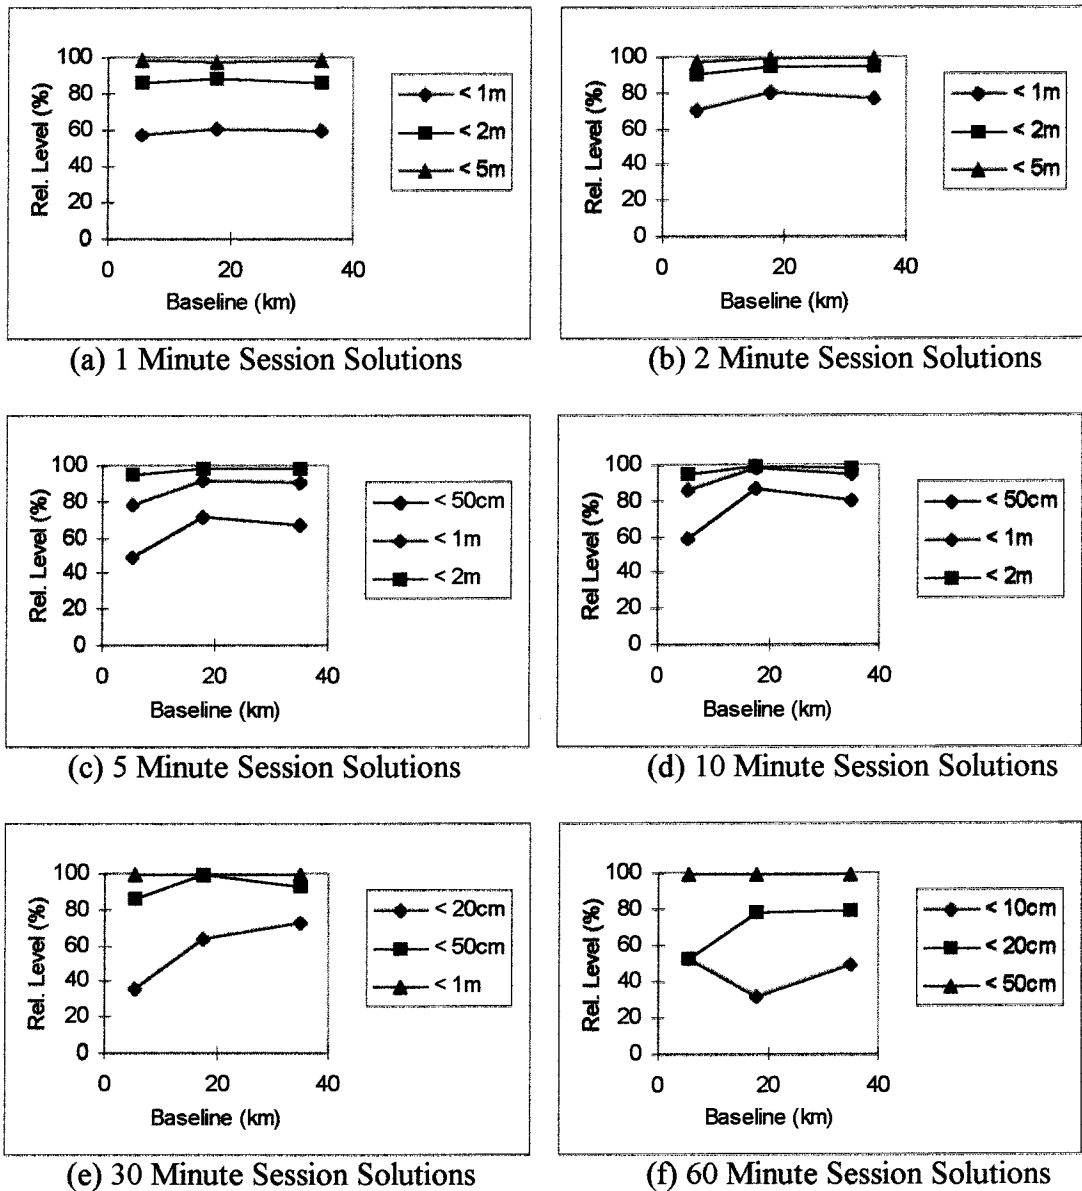 100
80
60
40
20
0
Rel. Level (%)
0 20 40
Baseline (km)
< 1m
< 2m
< 5m
(a) 1 Minute Session Solutions
100
80
60
40
20
0
Rel. Level (%)
0 20 40
Baseline (km)
< 1m
< 2m
< 5m
(b) 2 Minute Session Solutions
100
80
60
40
20
0
Rel. Level (%)
0 20 40
Baseline (km)
< 50cm
< 1m
< 2m
(c) 5 Minute Session Solutions
100
80
60
40
20
0
Rel. Level (%)
0 20 40
Baseline (km)
< 50cm
< 1m
< 2m
(d) 10 Minute Session Solutions
100
80
60
40
20
0
Rel. Level (%)
0 20 40
Baseline (km)
< 20cm
< 50cm
< 1m
(e) 30 Minute Session Solutions
100
80
60
40
20
0
Rel. Level (%)
0 20 40
Baseline (km)
< 10cm
< 20cm
< 50cm
(f) 60 Minute Session Solutions